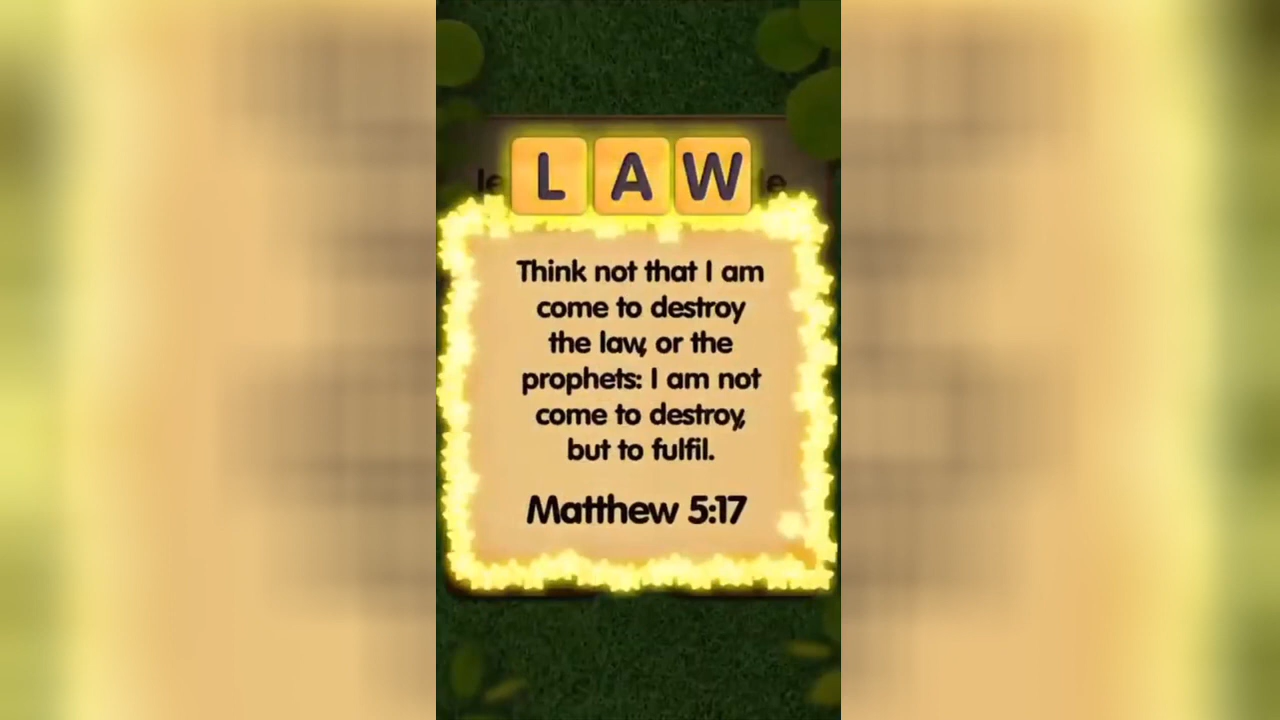 LAW
Think not that I am
come to destroy
the law, or the
prophets: I am not
come to destroy,
but to fulfil.
Matthew 5:17